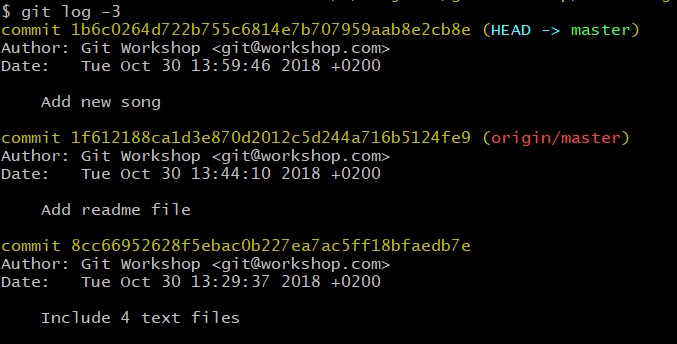 $ git log -3
commit 1b6c0264d722b755c6814e7b707959aab8e2cb8e (HEAD -> master)
Author: Git Workshop <git@workshop.com>
Date:   Tue Oct 30 13:59:46 2018 +0200
    Add new song
commit 1f612188ca1d3e870d2012c5d244a716b5124fe9 (origin/master)
Author: Git Workshop <git@workshop.com>
Date:   Tue Oct 30 13:44:10 2018 +0200
    Add readme file
commit 8cc66952628f5ebac0b227ea7ac5ff18bfaedb7e
Author: Git Workshop <git@workshop.com>
Date:   Tue Oct 30 13:29:37 2018 +0200
    Include 4 text files